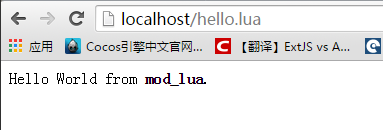 localhost/hello.lua
应用 Cocos引擎中文官网... 【翻译】ExtJS vs A...
Hello World from mod_lua.